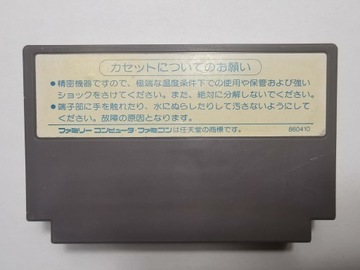 カセットについてのお願い
●精密機器ですので、極端な温度条件下での使用や保管および強い
ショックをさけてください。また、絶対に分解しないでください。
●端子部に手を触れたり、水にぬらしたりして汚さないようにして
ください。故障の原因となります。
ファミリー コンピュータ・ファミコンは任天堂の商標です。 860410